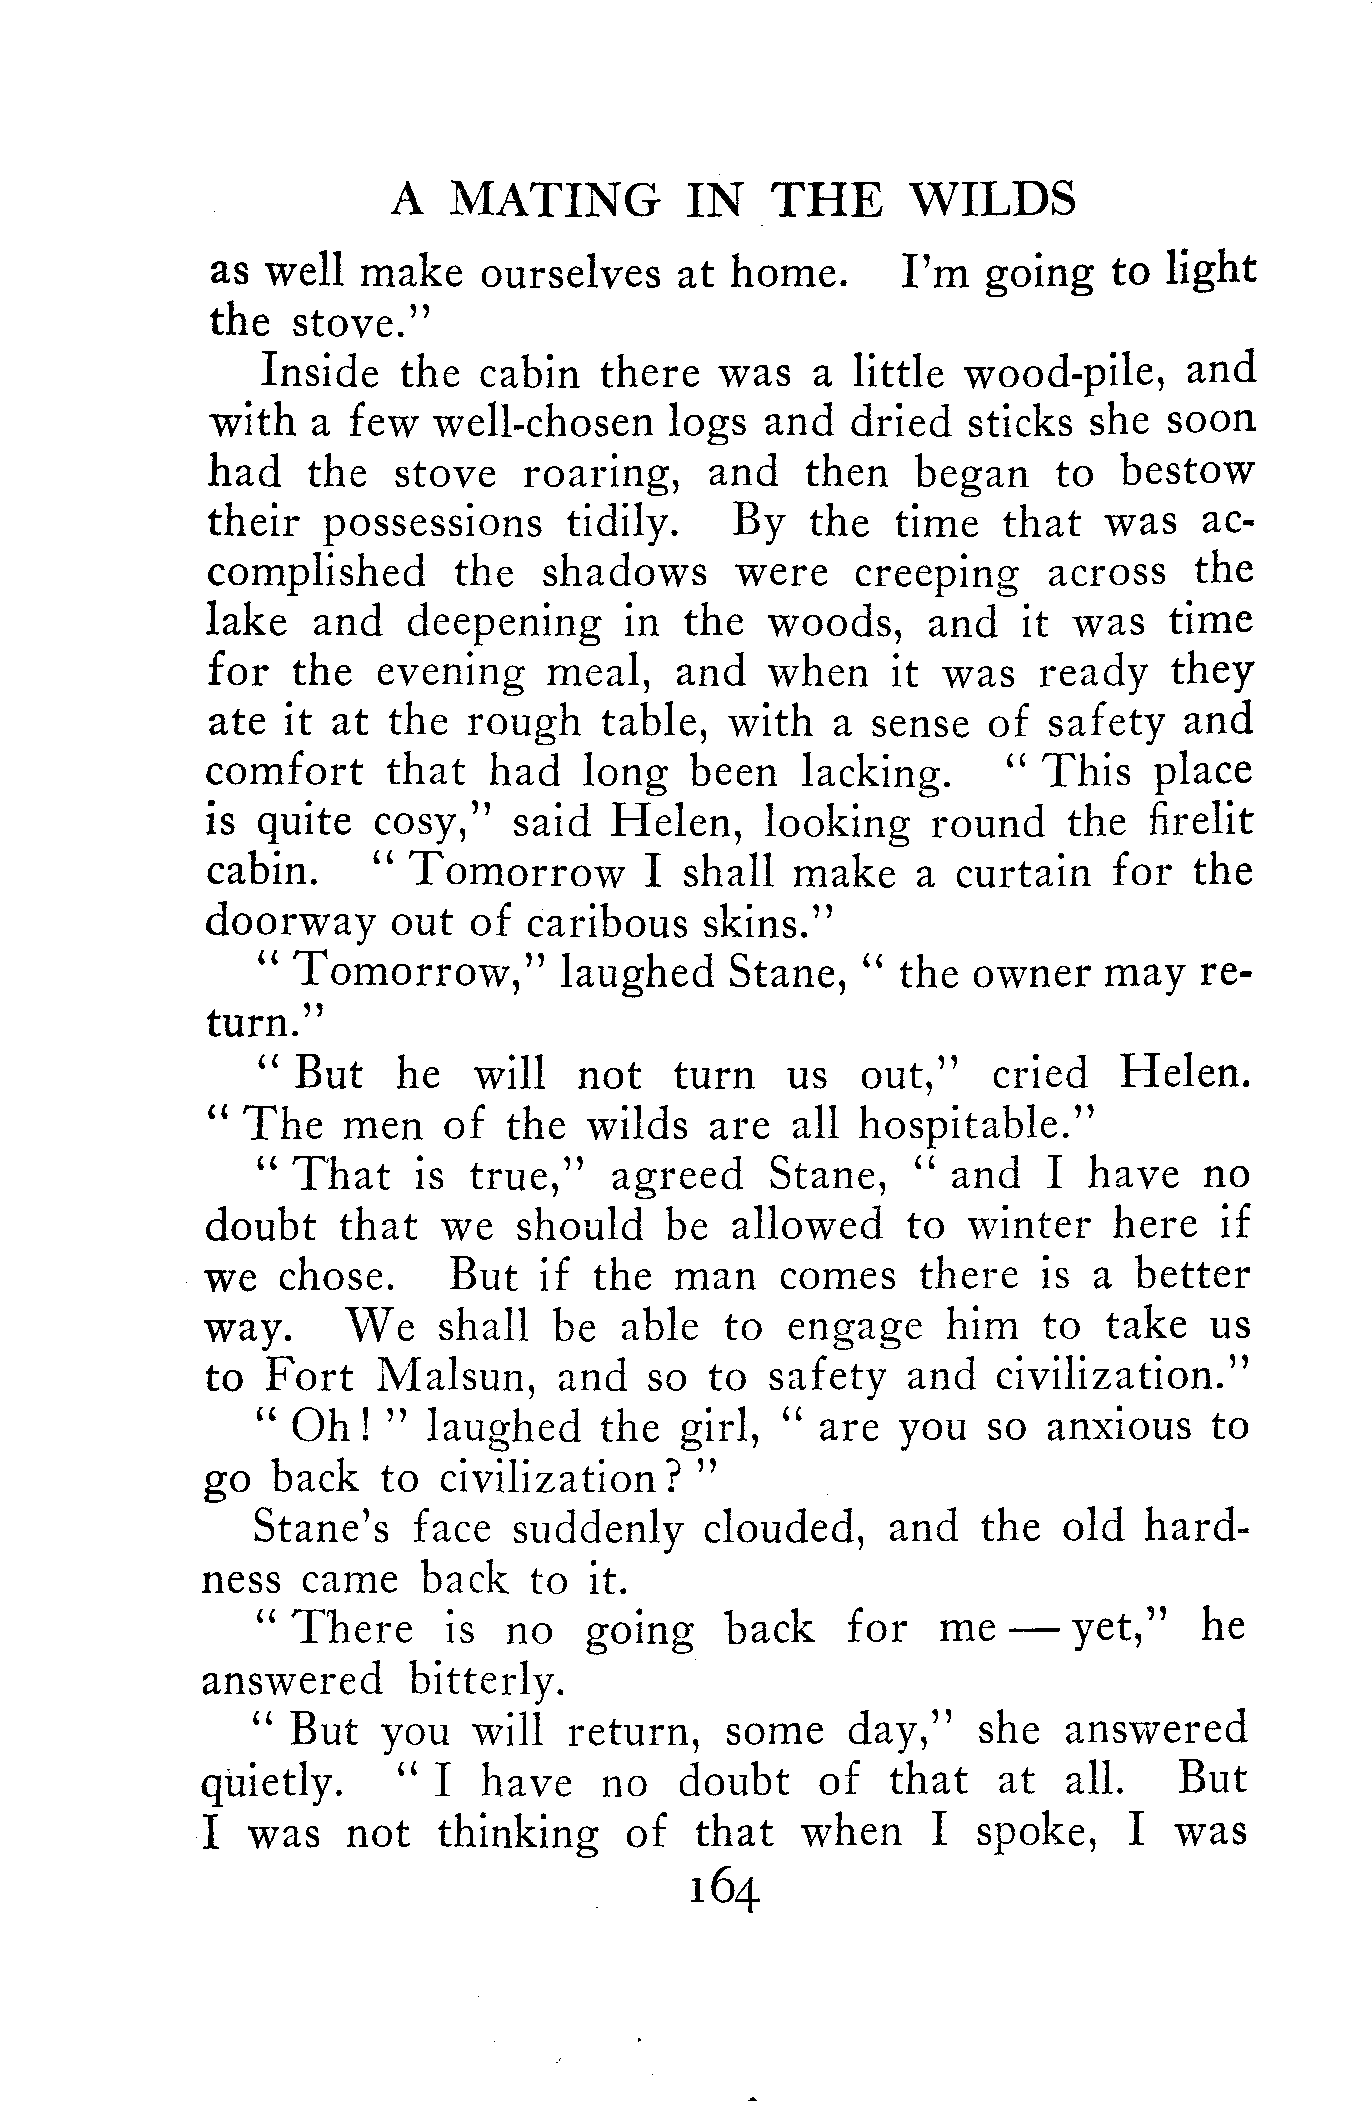 A MATING IN THE WILDS
as well make ourselves at home. I'm going to light
the stove."
Inside the cabin there was a little wood-pile, and
with a few well-chosen logs and dried sticks she soon
had the stove roaring, and then began to bestow
their possessions tidily. By the time that was ac-
complished the shadows were creeping across the
lake and deepening in the woods, and it was time
for the evening meal, and when it was ready they
ate it at the rough table, with a sense of safety and
comfort that had long been lacking. " This place
is quite cosy," said Helen, looking round the firelit
cabin. " Tomorrow I shall make a curtain for the
doorway out of caribous skins."
" Tomorrow," laughed Stane, " the owner may re-
turn."
" But he will not turn us out," cried Helen.
" The men of the wilds are all hospitable."
" That is true," agreed Stane, " and I have no
doubt that we should be allowed to winter here if
we chose. But if the man comes there is a better
way. We shall be able to engage him to take us
to Fort Malsun, and so to safety and civilization."
" Oh! " laughed the girl, " are you so anxious to
go back to civilization? "
Stane's face suddenly clouded, and the old hard-
ness came back to it.
" There is no going back for me — yet," he
answered bitterly.
" But you will return, some day," she answered
quietly. " I have no doubt of that at all. But
I was not thinking of that when I spoke, I was
164